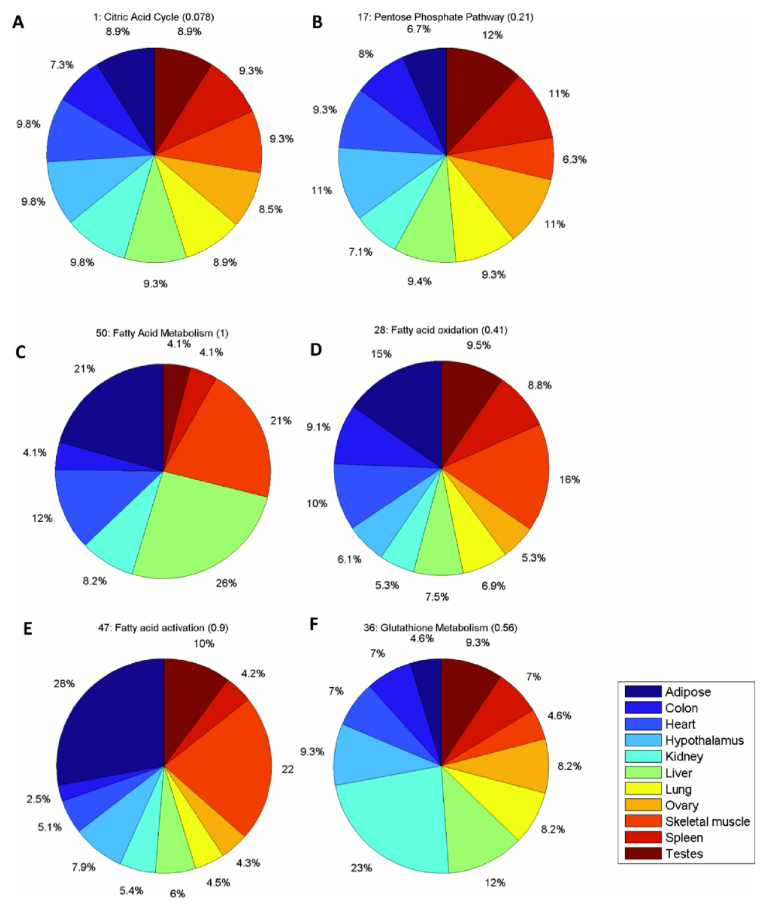 A
1: Citric Acid Cycle (0.078)
8.9%
8.9%
7.3%
9.3%
9.8%
9.3%
9.8%
8.5%
9.8%
8.9%
9.3%
B
17: Pentose Phosphate Pathway (0.21)
6.7%
12%
8%
11%
9.3%
6.3%
11%
11%
7.1%
9.3%
9.4%
C
50: Fatty Acid Metabolism (1)
4.1%
4.1%
21%
21%
4.1%
12%
8.2%
26%
D
28: Fatty acid oxidation (0.41)
15%
9.5%
8.8%
9.1%
16%
10%
6.1%
5.3%
5.3%
6.9%
7.5%
E
47: Fatty acid activation (0.9)
10%
28%
4.2%
22
2.5%
5.1%
7.9%
4.3%
5.4%
4.5%
6%
F
36: Glutathione Metabolism (0.56)
4.6%
9.3%
7%
7%
7%
4.6%
9.3%
8.2%
8.2%
23%
12%
Adipose
Colon
Heart
Hypothalamus
Kidney
Liver
Lung
Ovary
Skeletal muscle
Spleen
Testes